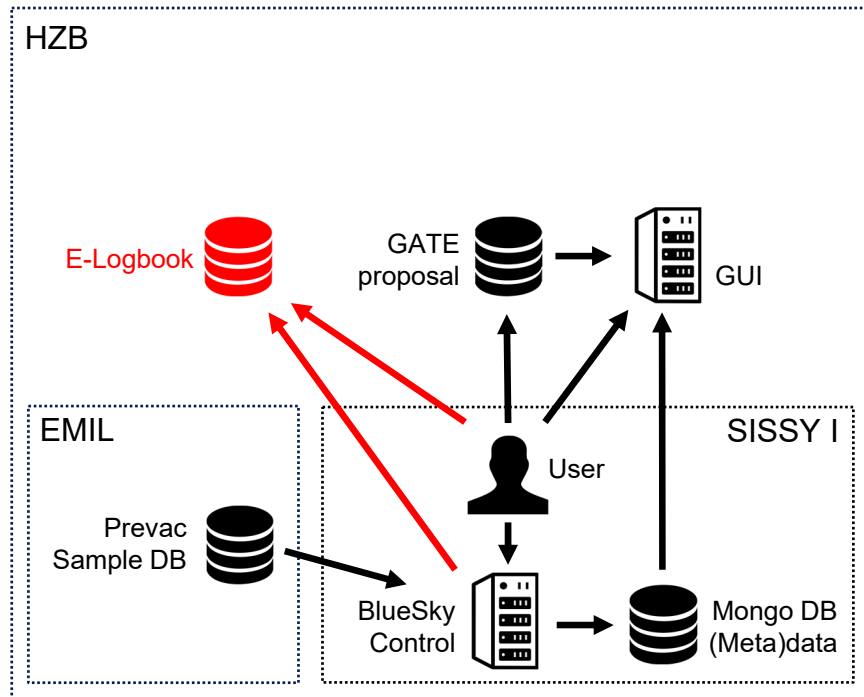 HZB
E-Logbook
GATE
proposal
GUI
EMIL
SISSY I
User
Prevac
Sample DB
BlueSky
Control
Mongo DB
(Meta)data